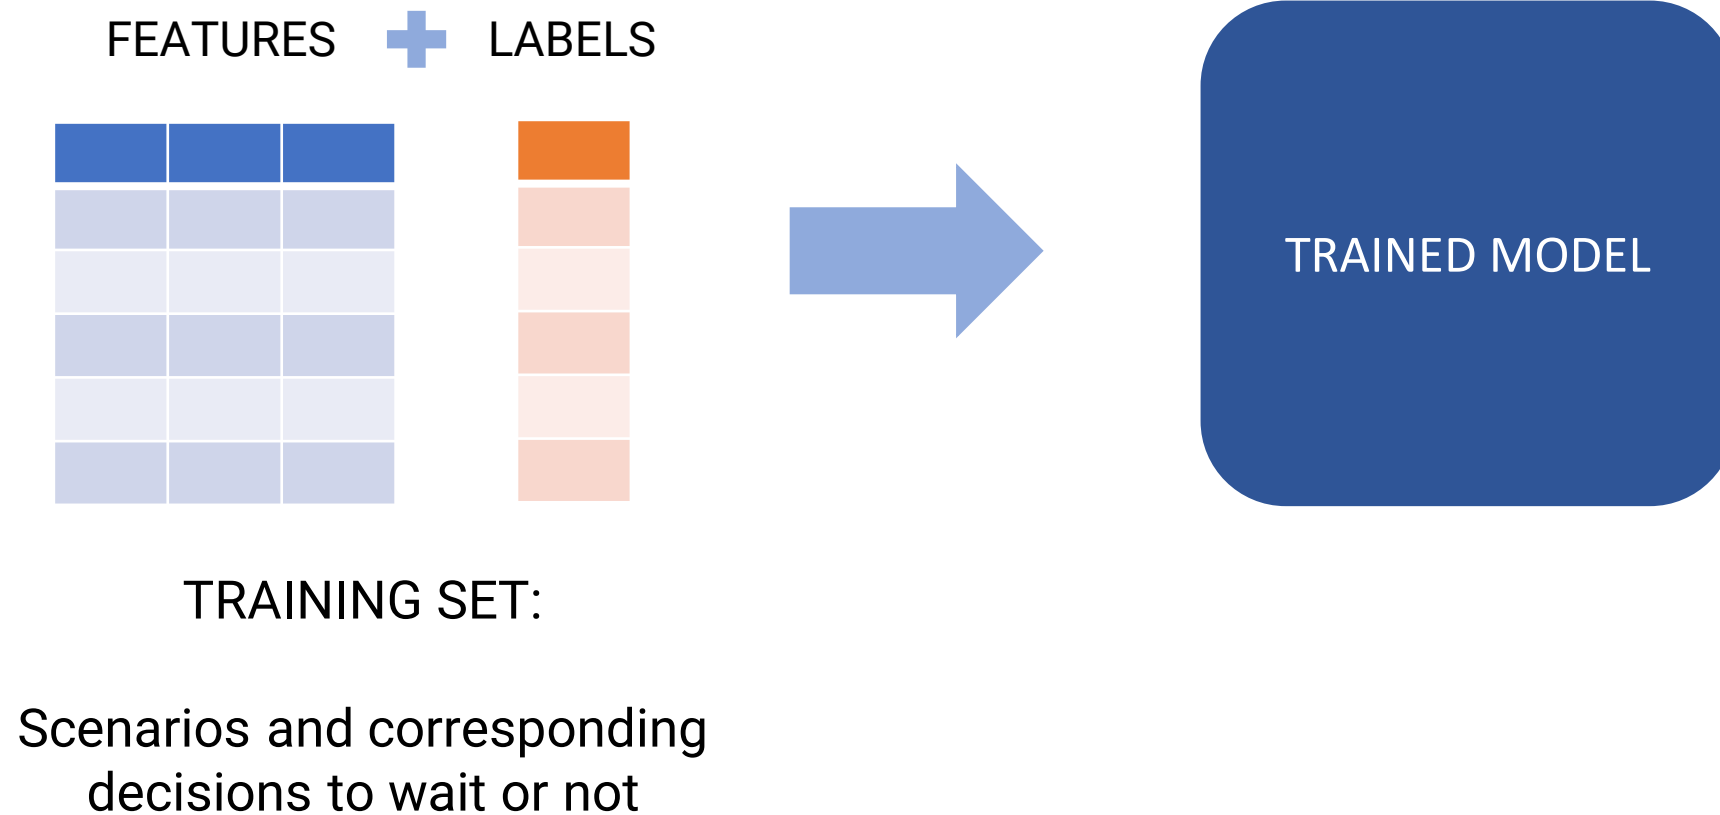 FEATURES
LABELS
TRAINED MODEL
TRAINING SET:
Scenarios and corresponding
decisions to wait or not